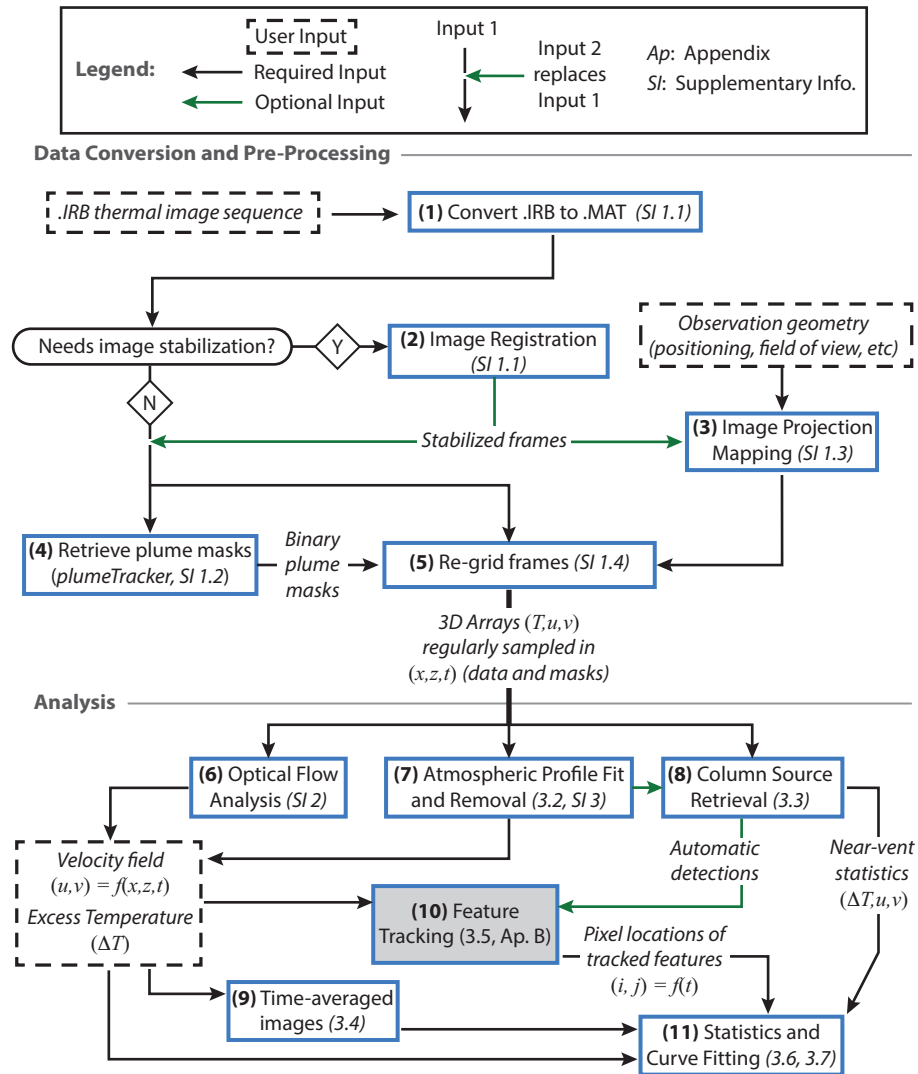 Legend:
User Input
Required Input
Optional Input
Input 1
Input 2
replaces
Input 1
Ap: Appendix
SI: Supplementary Info.
Data Conversion and Pre-Processing
.IRB thermal image sequence
(1) Convert .IRB to .MAT (SI 1.1)
Needs image stabilization?
Y
(2) Image Registration
(SI 1.1)
Observation geometry
(positioning, field of view, etc)
N
Stabilized frames
(3) Image Projection
Mapping (SI 1.3)
(4) Retrieve plume masks
(plumeTracker, SI 1.2)
Binary
plume
masks
(5) Re-grid frames (SI 1.4)
3D Arrays (T,u,v)
regularly sampled in
(x,z,t) (data and masks)
Analysis
(6) Optical Flow
Analysis (SI 2)
(7) Atmospheric Profile Fit
and Removal (3.2, SI 3)
(8) Column Source
Retrieval (3.3)
Velocity field
(u,v) = f(x,z,t)
Excess Temperature
(ΔT)
Automatic
detections
Near-vent
statistics
(ΔT,u,v)
(10) Feature
Tracking (3.5, Ap. B)
Pixel locations of
tracked features
(i, j) = f(t)
(9) Time-averaged
images (3.4)
(11) Statistics and
Curve Fitting (3.6, 3.7)